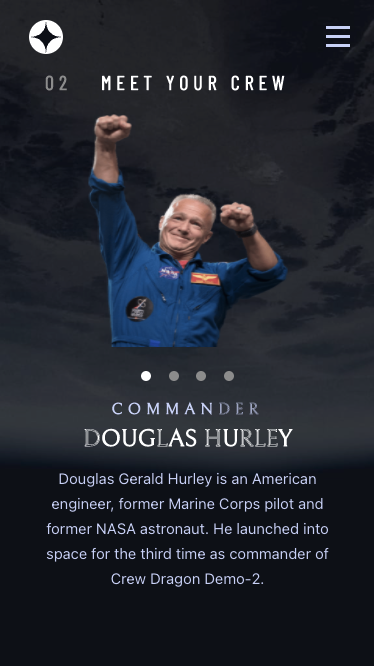 02 MEET YOUR CREW
COMMANDER
DOUGLAS HURLEY
Douglas Gerald Hurley is an American
engineer, former Marine Corps pilot and
former NASA astronaut. He launched into
space for the third time as commander of
Crew Dragon Demo-2.